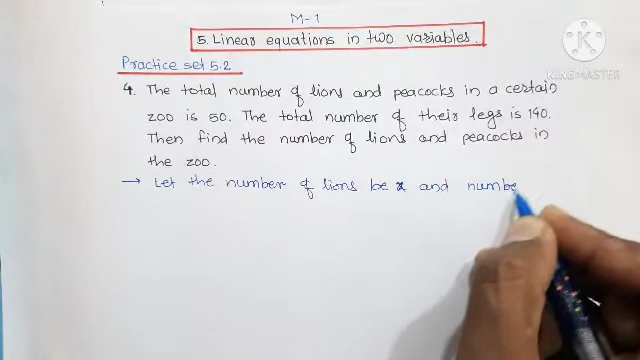 M-1
5. Linear equations in two variables.
Practice set 5.2
4. The total number of lions and peacocks in a certain
zoo is 50. The total number of their legs is 140.
Then find the number of lions and peacocks in
the zoo.
→ Let the number of lions be x and numbe
KINEMASTER